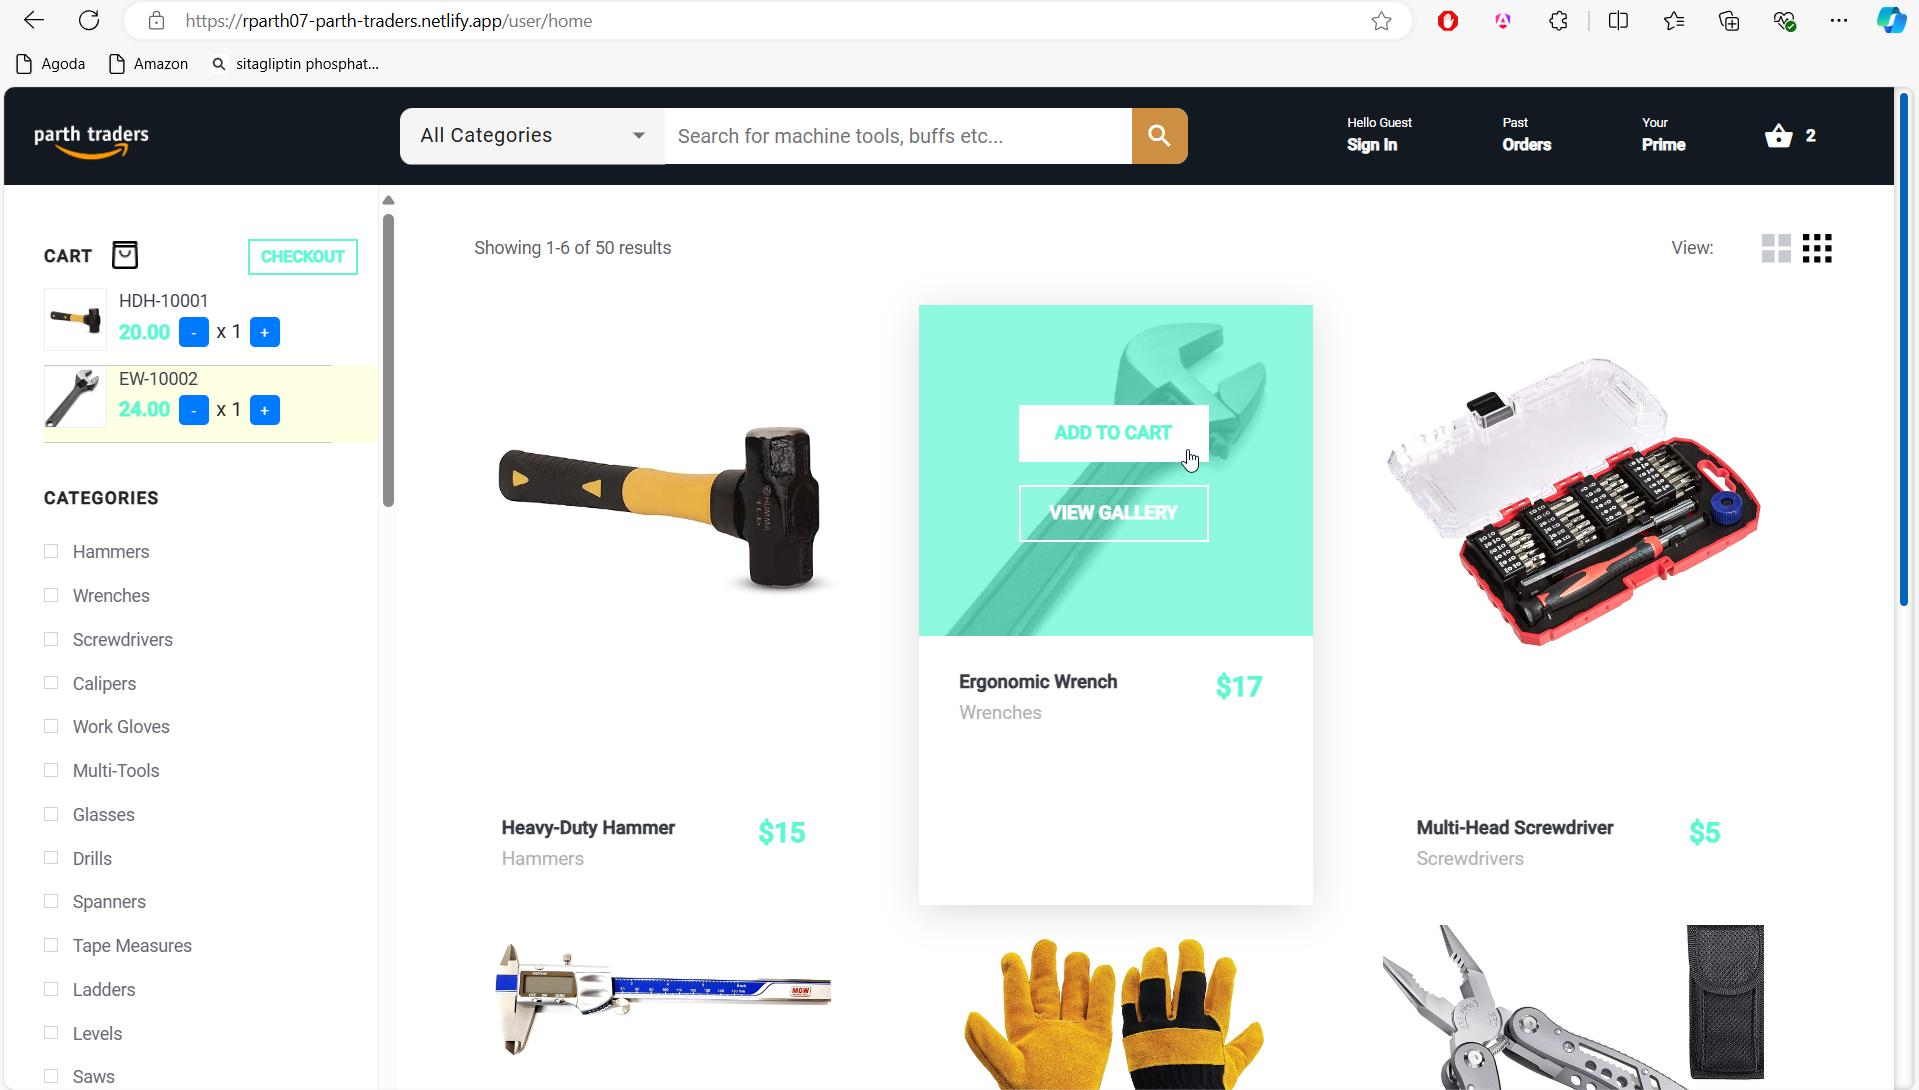 https://rparth07-parth-traders.netlify.app/user/home
Agoda
Amazon
sitagliptin phosphat...
parth traders
All Categories
Search for machine tools, buffs etc...
Hello Guest
Sign In
Past
Orders
Your
Prime
2
CART
CHECKOUT
HDH-10001
20.00 - x 1 +
EW-10002
24.00 - x 1 +
CATEGORIES
Hammers
Wrenches
Screwdrivers
Calipers
Work Gloves
Multi-Tools
Glasses
Drills
Spanners
Tape Measures
Ladders
Levels
Saws
Showing 1-6 of 50 results
View:
ADD TO CART
VIEW GALLERY
Ergonomic Wrench
$17
Wrenches
Heavy-Duty Hammer
$15
Hammers
Multi-Head Screwdriver
$5
Screwdrivers
MGW